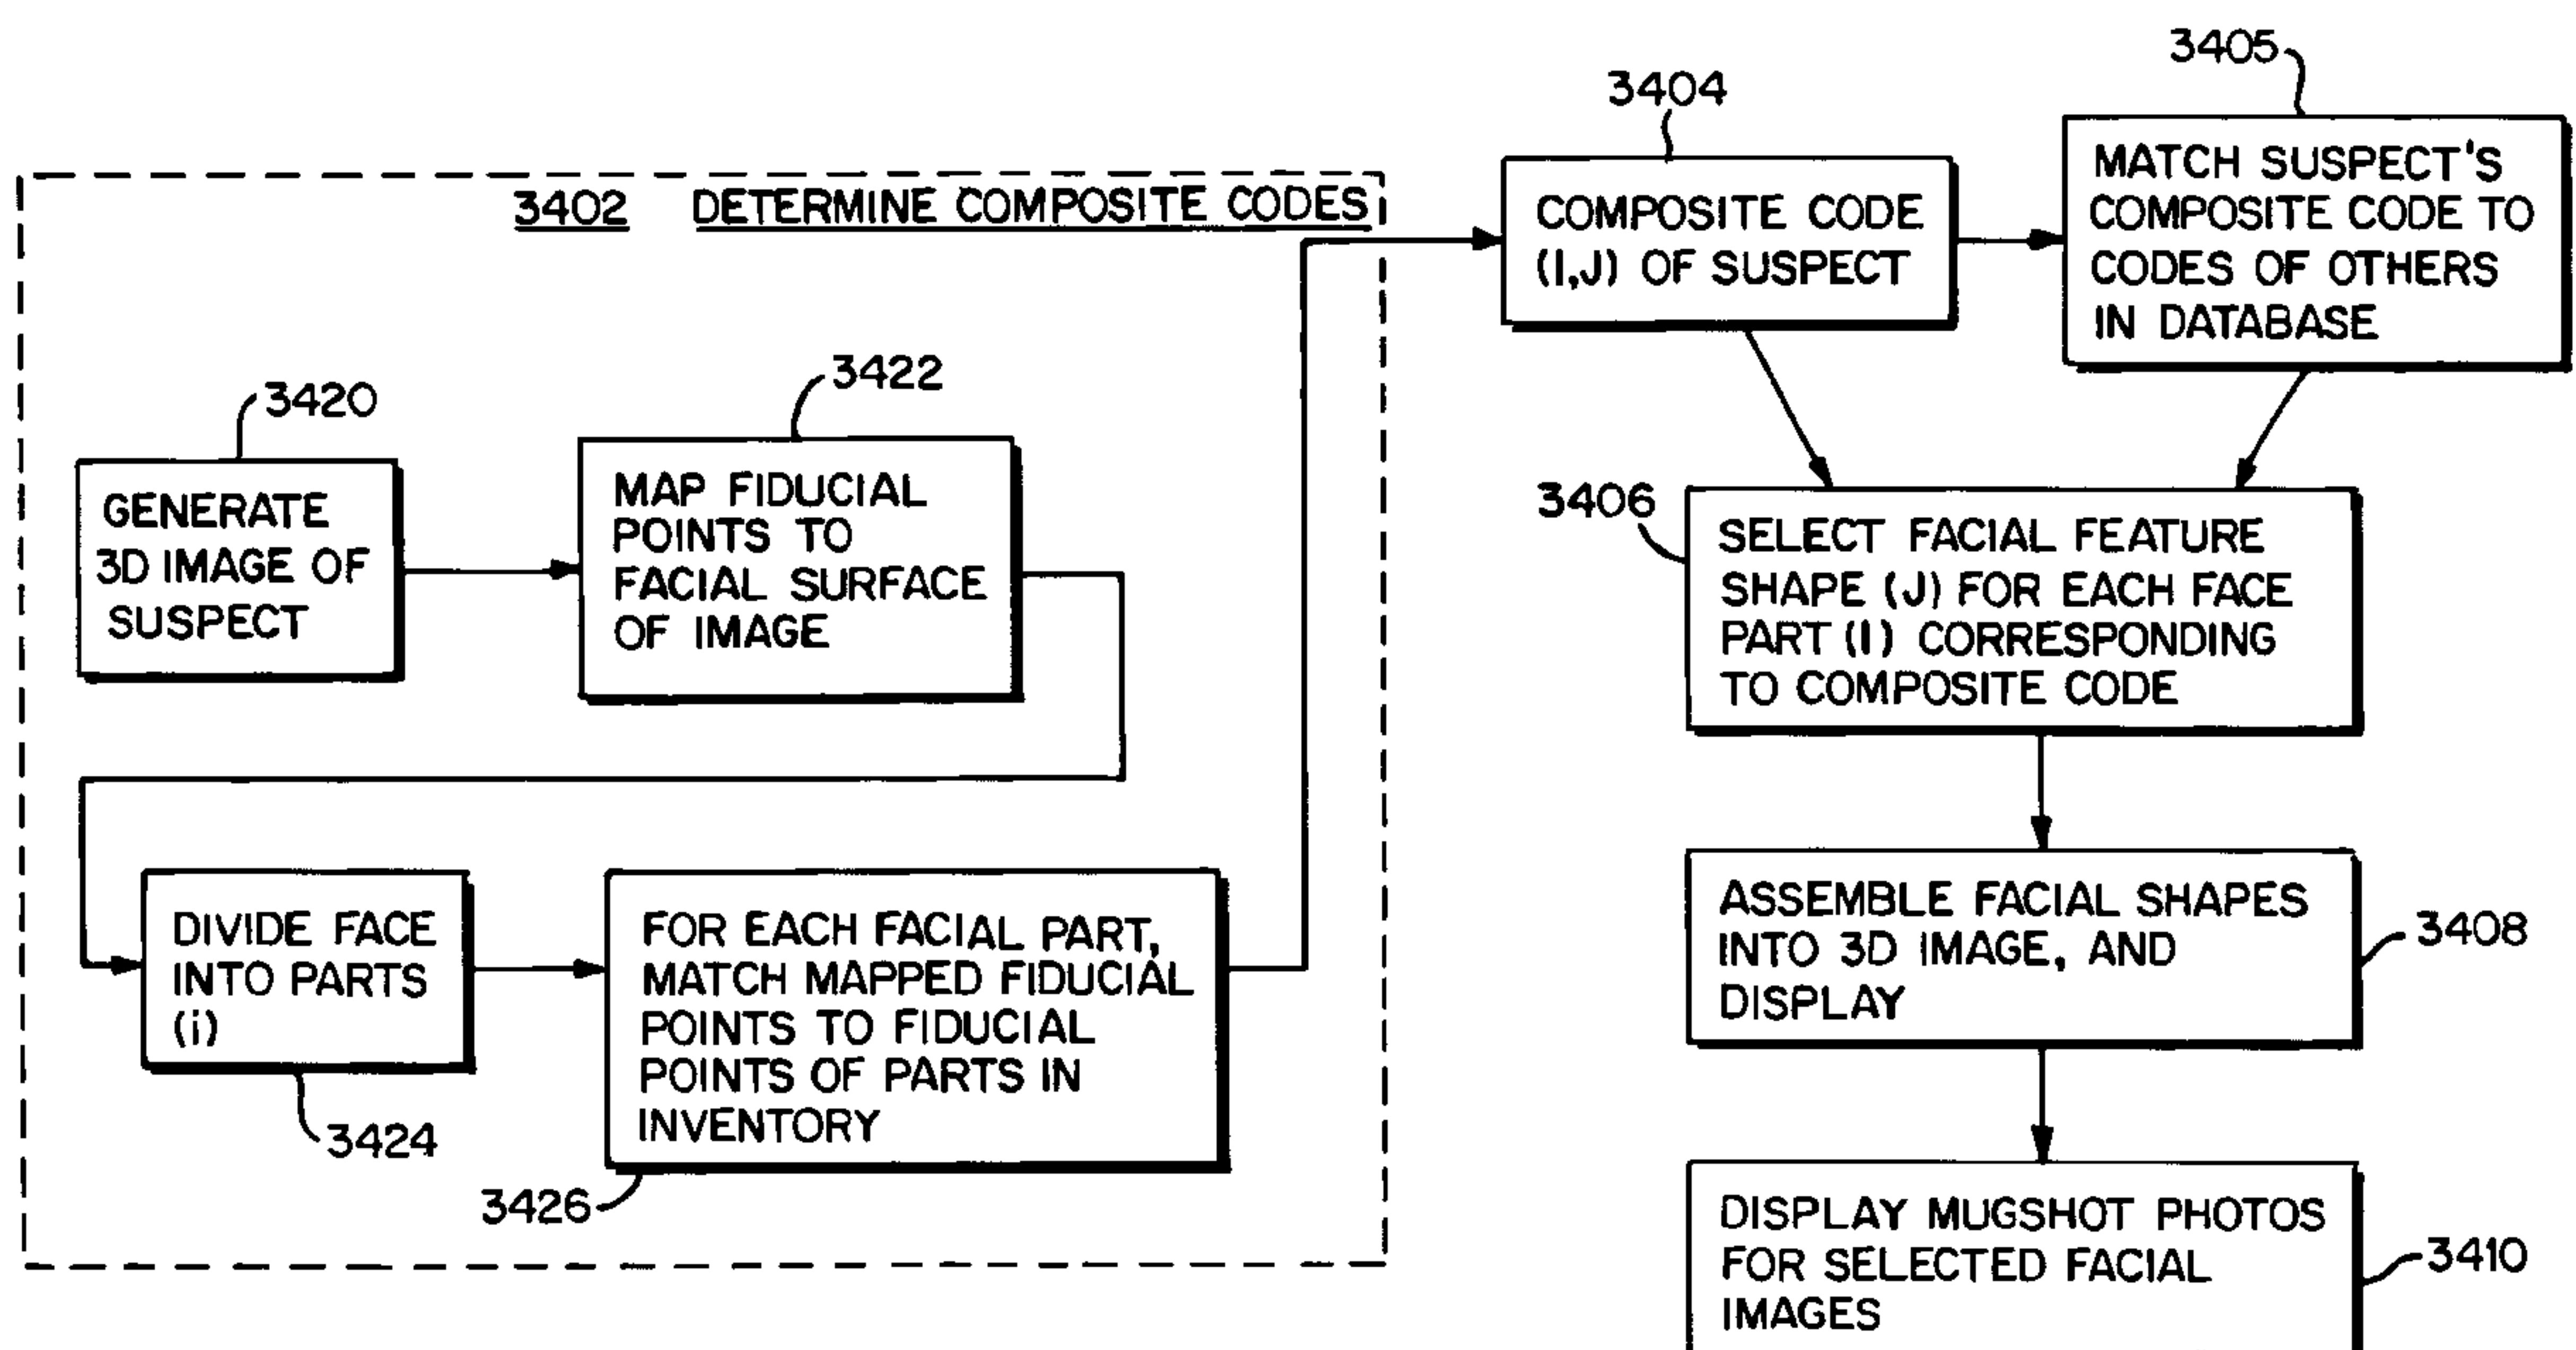 3402 DETERMINE COMPOSITE CODES
3420
GENERATE
3D IMAGE OF
SUSPECT
3422
MAP FIDUCIAL
POINTS TO
FACIAL SURFACE
OF IMAGE
DIVIDE FACE
INTO PARTS
(i)
3424
FOR EACH FACIAL PART,
MATCH MAPPED FIDUCIAL
POINTS TO FIDUCIAL
POINTS OF PARTS IN
INVENTORY
3426
3404
COMPOSITE CODE
(I,J) OF SUSPECT
3405
MATCH SUSPECT'S
COMPOSITE CODE TO
CODES OF OTHERS
IN DATABASE
3406
SELECT FACIAL FEATURE
SHAPE (J) FOR EACH FACE
PART (I) CORRESPONDING
TO COMPOSITE CODE
ASSEMBLE FACIAL SHAPES
INTO 3D IMAGE, AND
DISPLAY
3408
DISPLAY MUGSHOT PHOTOS
FOR SELECTED FACIAL
IMAGES
3410